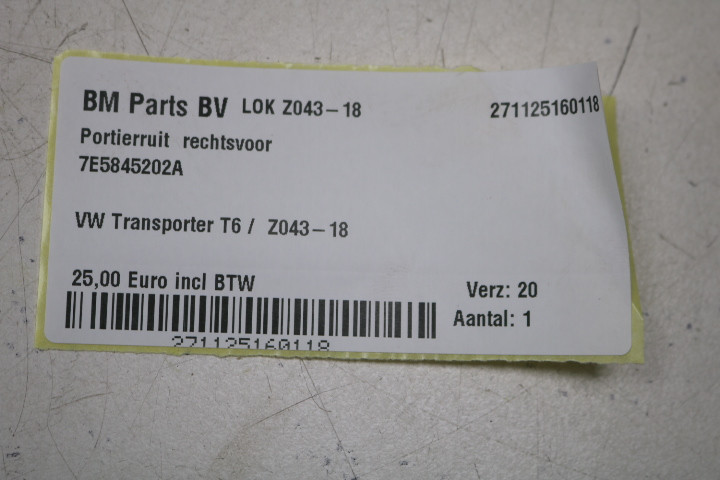 BM Parts BV LOK Z043-18 271125160118
Portierruit rechtsvoor
7E5845202A
VW Transporter T6 / Z043-18
25,00 Euro incl BTW
Verz: 20
Aantal: 1
271125160118